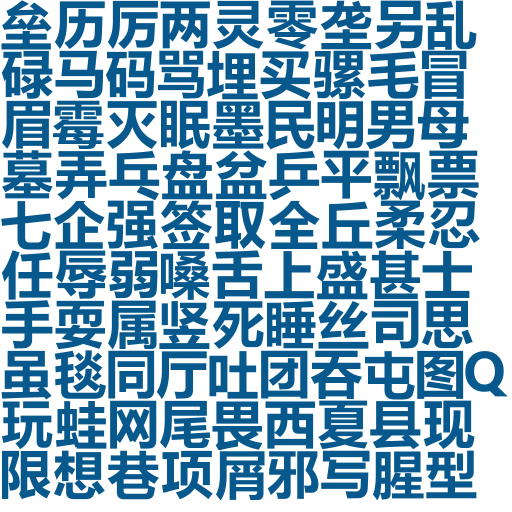 垒历厉两灵零垄另乱
碌马码骂埋买骡毛冒
眉霉灭眠墨民明男母
墓弄乓盘盆乒平飘票
七企强签取全丘柔忍
任辱弱嗓舌上盛甚士
手耍属竖死睡丝司思
虽毯同厅吐团吞屯图Q
玩蛙网尾畏西夏县现
限想巷项屑邪写腥型